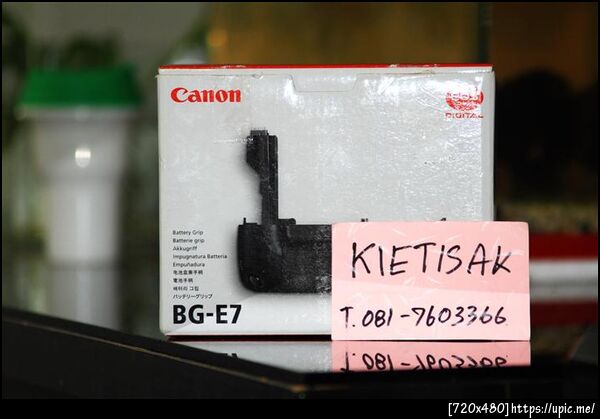 Canon
DIGITAL
Battery Grip
Batterie grip
Akkugriff
Impugnatura Batteria
Empuñadura
电池盒兼手柄
電池手柄
배터리 그립
バッテリーグリップ
BG-E7
KIETISAK
T. 081-7603366
[720x480]https://upic.me/